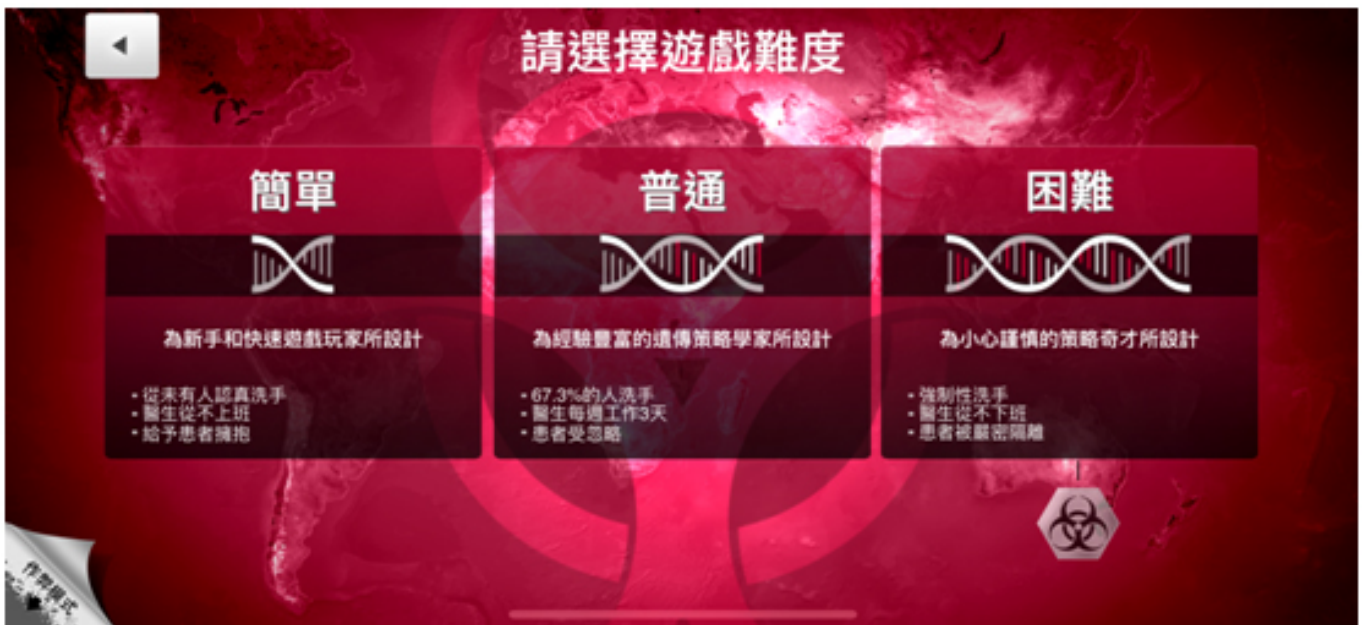 請選擇遊戲難度
簡單
普通
困難
為新手和快速遊戲玩家所設計
- 從未有人認真洗手
- 醫生從不上班
- 給予患者擁抱
為經驗豐富的遺傳策略學家所設計
- 67.3%的人洗手
- 醫生每週工作3天
- 患者受忽略
為小心謹慎的策略奇才所設計
- 強制性洗手
- 醫生從不下班
- 患者被嚴密隔離
作弊模式